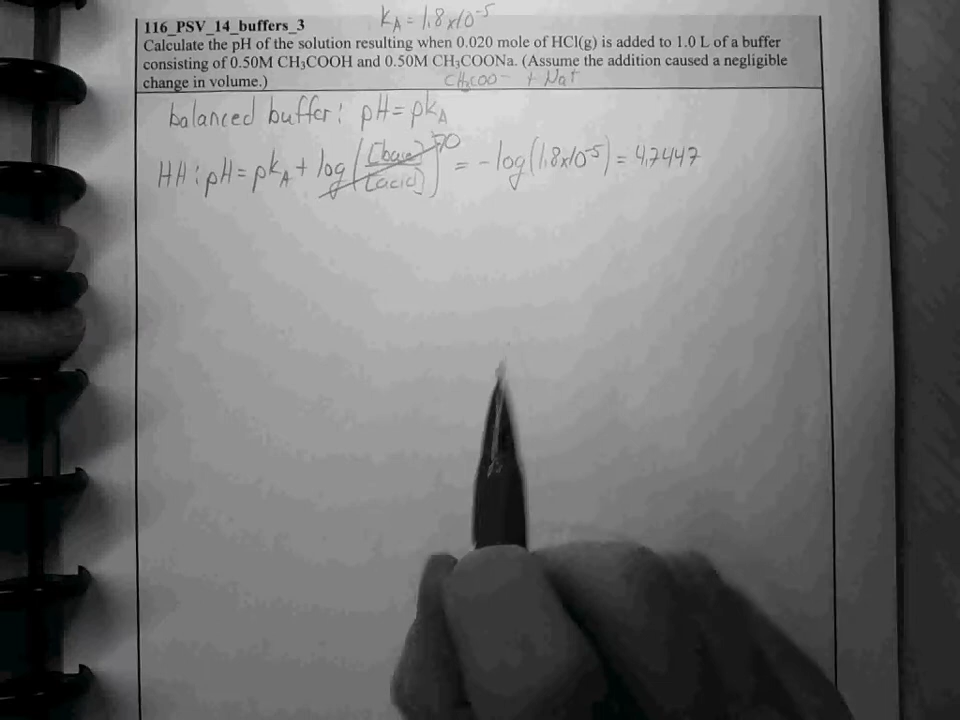 K_A = 1.8x10⁻⁵
116_PSV_14_buffers_3
Calculate the pH of the solution resulting when 0.020 mole of HCl(g) is added to 1.0 L of a buffer
consisting of 0.50M CH₃COOH and 0.50M CH₃COONa. (Assume the addition caused a negligible
change in volume.)
CH₃COO⁻ + Na⁺
balanced buffer: pH = pK_A
HH: pH = pK_A + log([base]/[acid])→0 = -log(1.8x10⁻⁵) = 4.7447